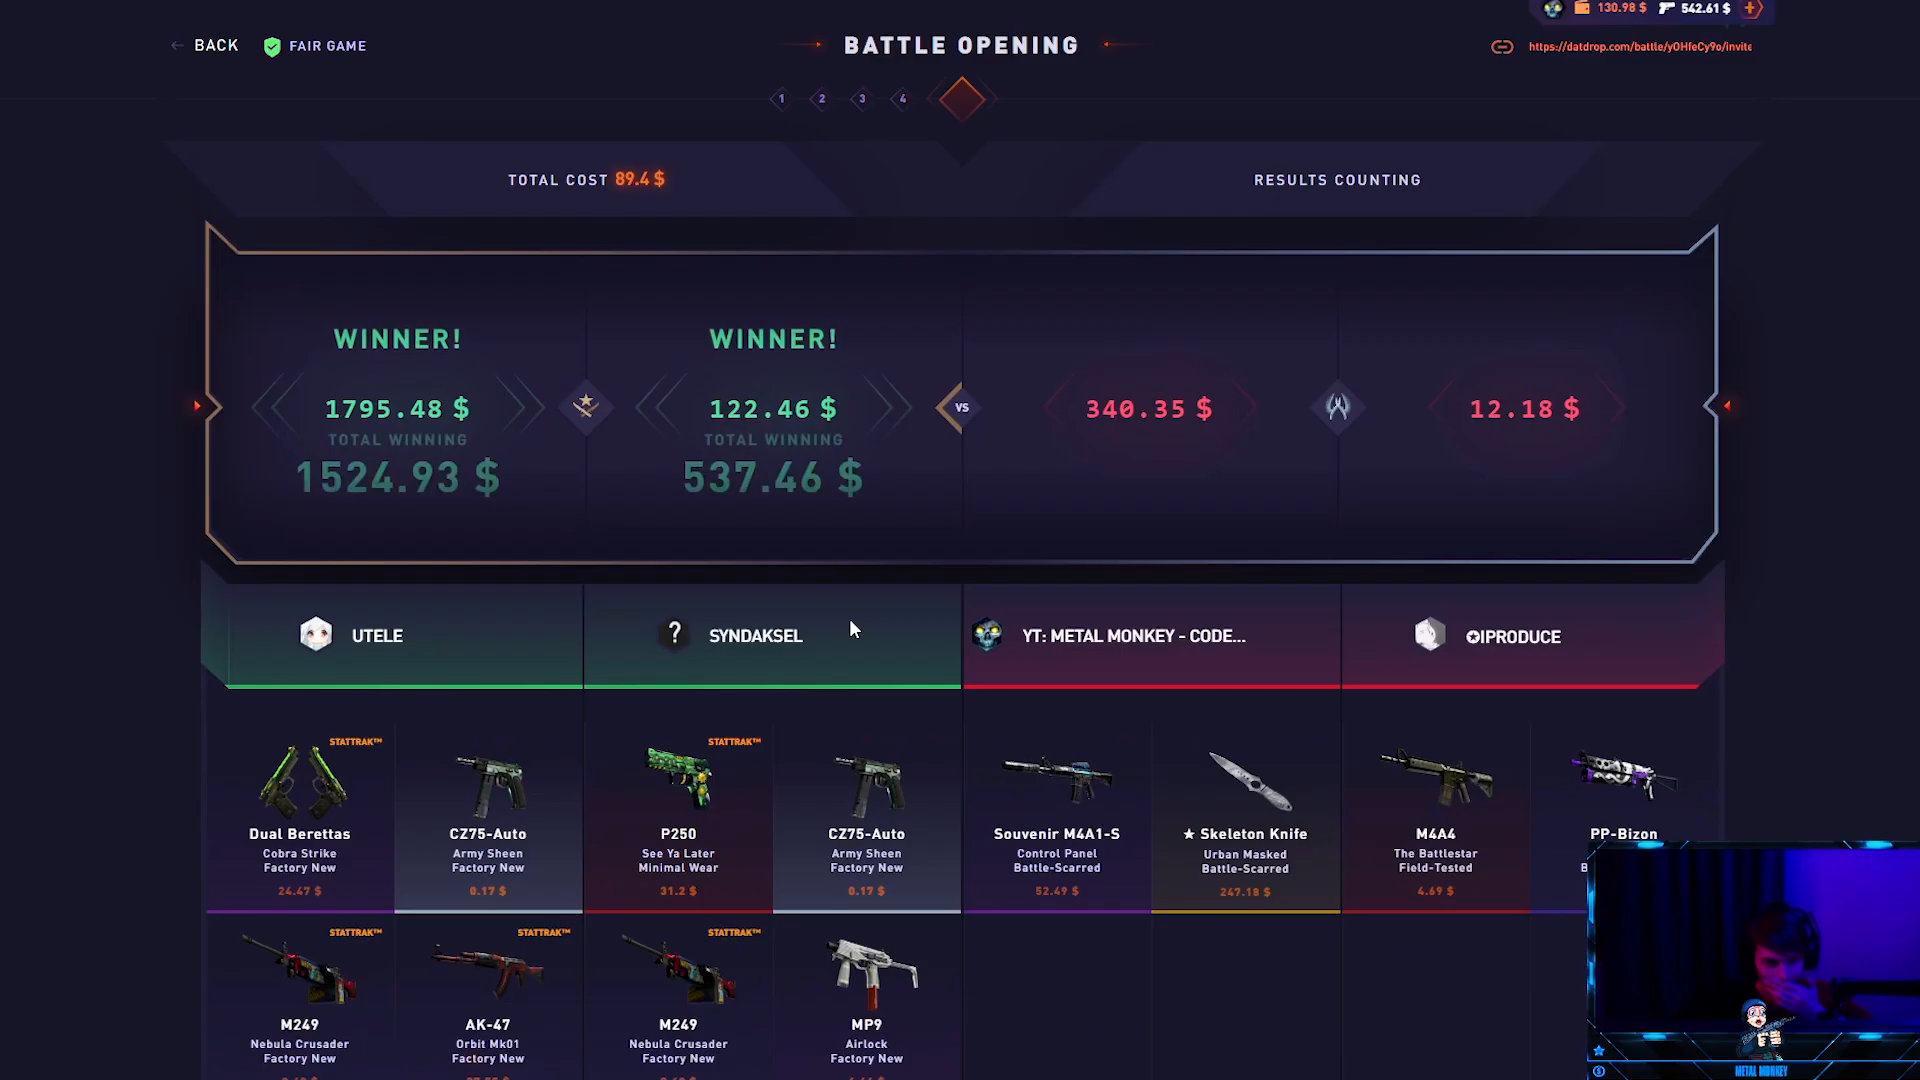 130.98 $
542.61 $
BACK
FAIR GAME
BATTLE OPENING
https://datdrop.com/battle/yOHfeCy9o/invite
1
2
3
4
TOTAL COST 89.4 $
RESULTS COUNTING
WINNER!
1795.48 $
TOTAL WINNING
1524.93 $
WINNER!
122.46 $
TOTAL WINNING
537.46 $
VS
340.35 $
12.18 $
UTELE
?
SYNDAKSEL
YT: METAL MONKEY - CODE...
✪IPRODUCE
STATTRAK™
Dual Berettas
Cobra Strike
Factory New
24.47 $
CZ75-Auto
Army Sheen
Factory New
0.17 $
STATTRAK™
P250
See Ya Later
Minimal Wear
31.2 $
CZ75-Auto
Army Sheen
Factory New
0.17 $
Souvenir M4A1-S
Control Panel
Battle-Scarred
52.49 $
★ Skeleton Knife
Urban Masked
Battle-Scarred
247.18 $
M4A4
The Battlestar
Field-Tested
4.69 $
PP-Bizon
STATTRAK™
M249
Nebula Crusader
Factory New
STATTRAK™
AK-47
Orbit Mk01
Factory New
STATTRAK™
M249
Nebula Crusader
Factory New
MP9
Airlock
Factory New
METAL MONKEY